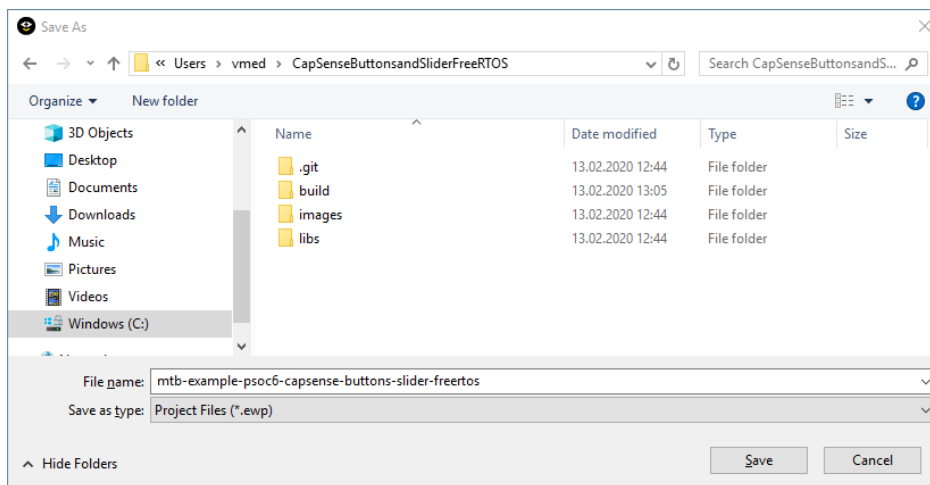 Save As
« Users › vmed › CapSenseButtonsandSliderFreeRTOS
Search CapSenseButtonsandS...
Organize New folder
3D Objects
Desktop
Documents
Downloads
Music
Pictures
Videos
Windows (C:)
Name Date modified Type Size
.git 13.02.2020 12:44 File folder
build 13.02.2020 13:05 File folder
images 13.02.2020 12:44 File folder
libs 13.02.2020 12:44 File folder
File name: mtb-example-psoc6-capsense-buttons-slider-freertos
Save as type: Project Files (*.ewp)
Hide Folders
Save Cancel